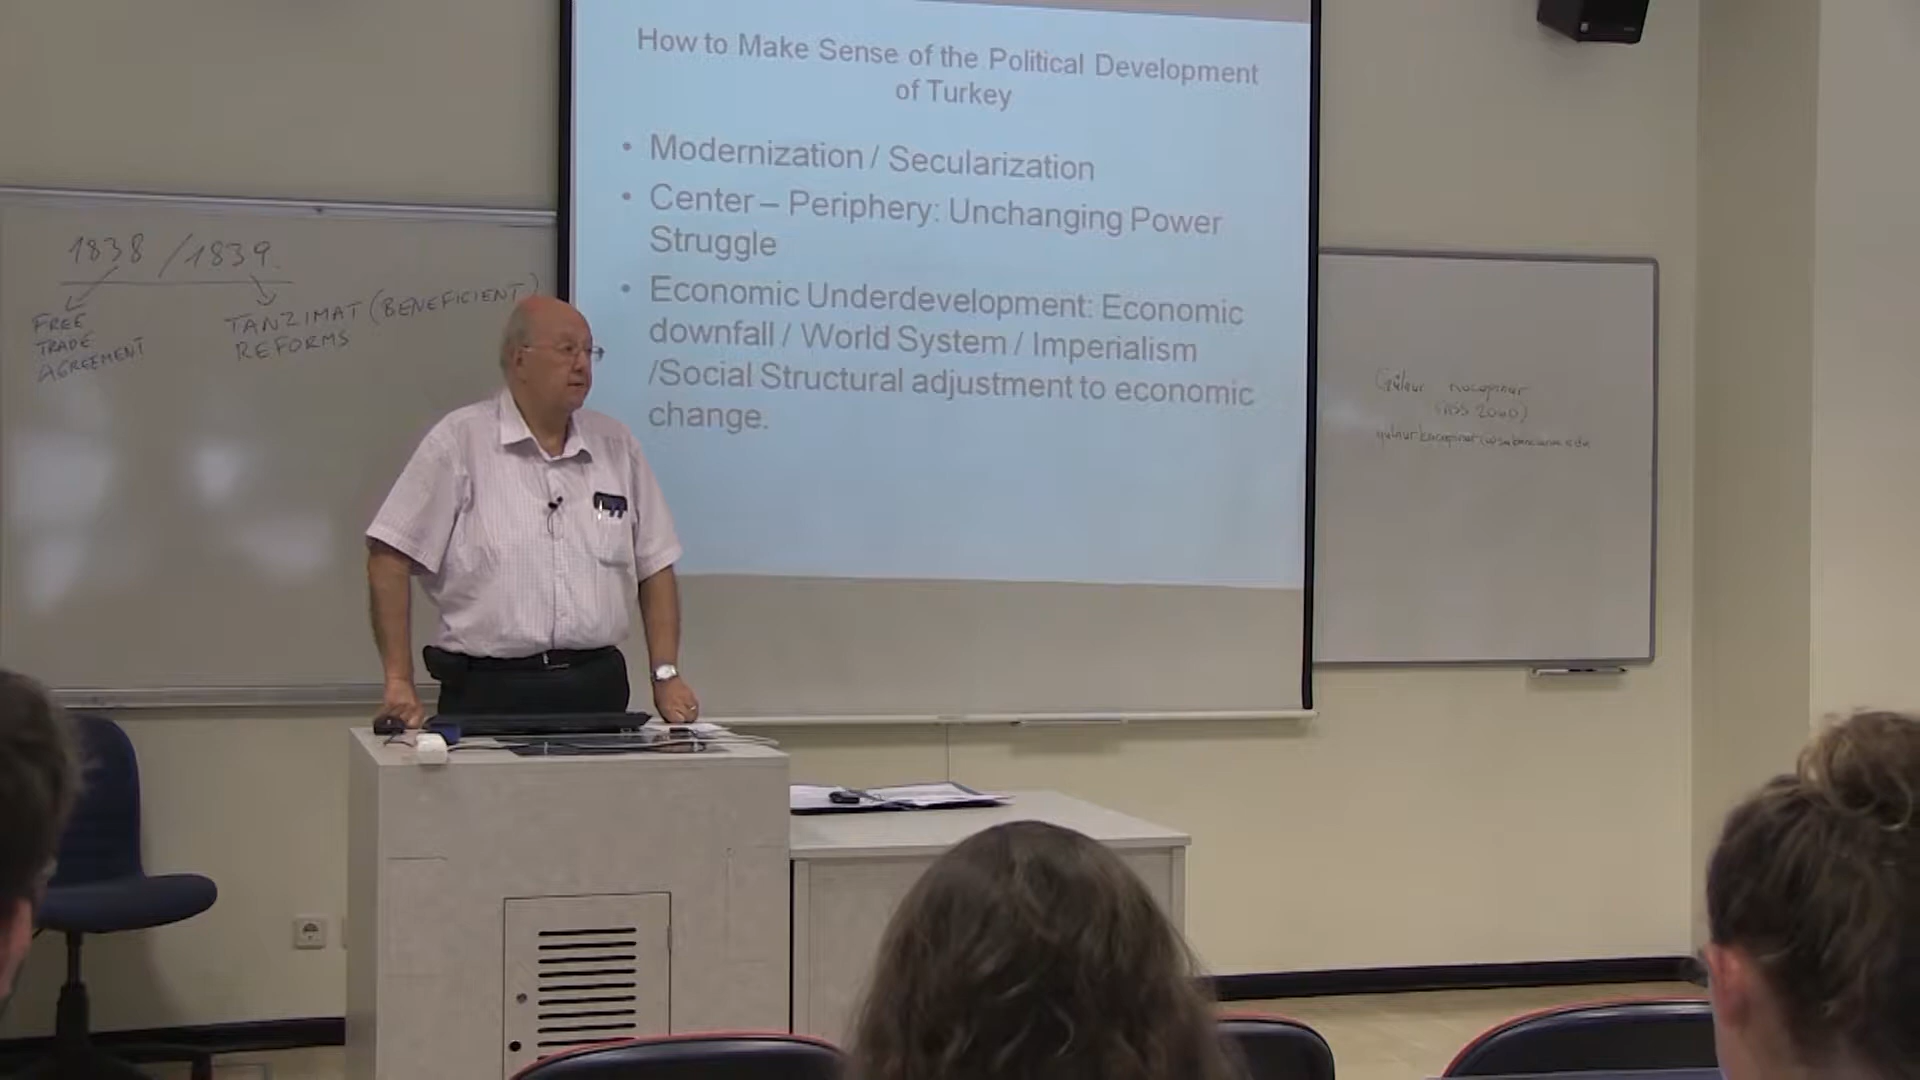 How to Make Sense of the Political Development
of Turkey
• Modernization / Secularization
• Center – Periphery: Unchanging Power
Struggle
• Economic Underdevelopment: Economic
downfall / World System / Imperialism
/Social Structural adjustment to economic
change.
1838 / 1839.
FREE
TRADE
AGREEMENT
TANZIMAT (BENEFICIENT)
REFORMS
Gülnur Kocapınar